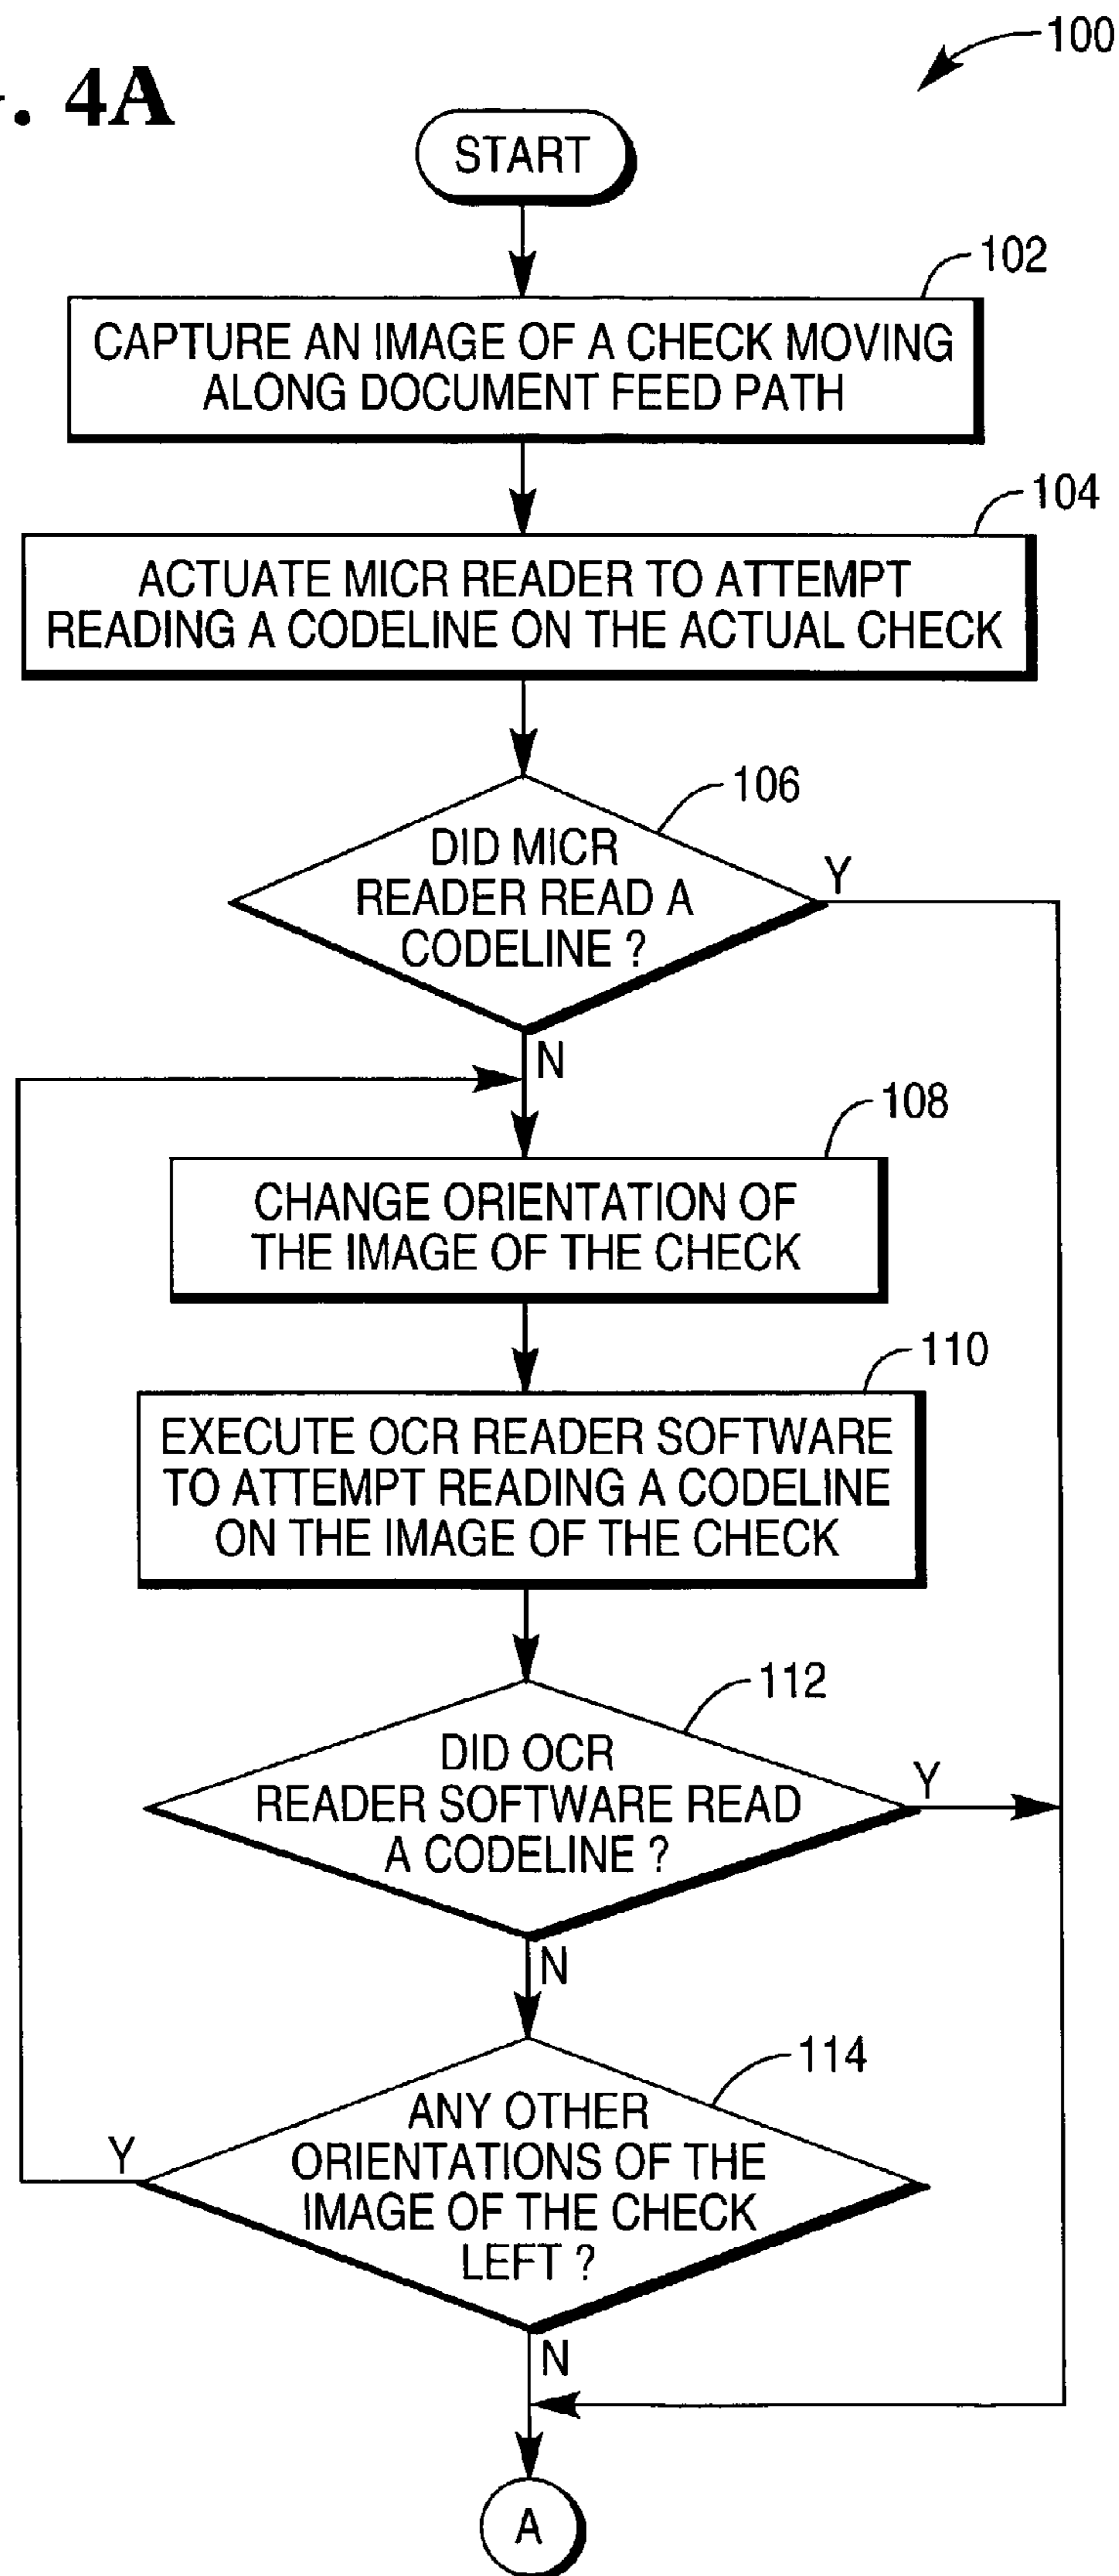 . 4A
100
START
102
CAPTURE AN IMAGE OF A CHECK MOVING
ALONG DOCUMENT FEED PATH
104
ACTUATE MICR READER TO ATTEMPT
READING A CODELINE ON THE ACTUAL CHECK
106
DID MICR
READER READ A
CODELINE ?
Y
N
108
CHANGE ORIENTATION OF
THE IMAGE OF THE CHECK
110
EXECUTE OCR READER SOFTWARE
TO ATTEMPT READING A CODELINE
ON THE IMAGE OF THE CHECK
112
DID OCR
READER SOFTWARE READ
A CODELINE ?
Y
N
114
ANY OTHER
ORIENTATIONS OF THE
IMAGE OF THE CHECK
LEFT ?
Y
N
A